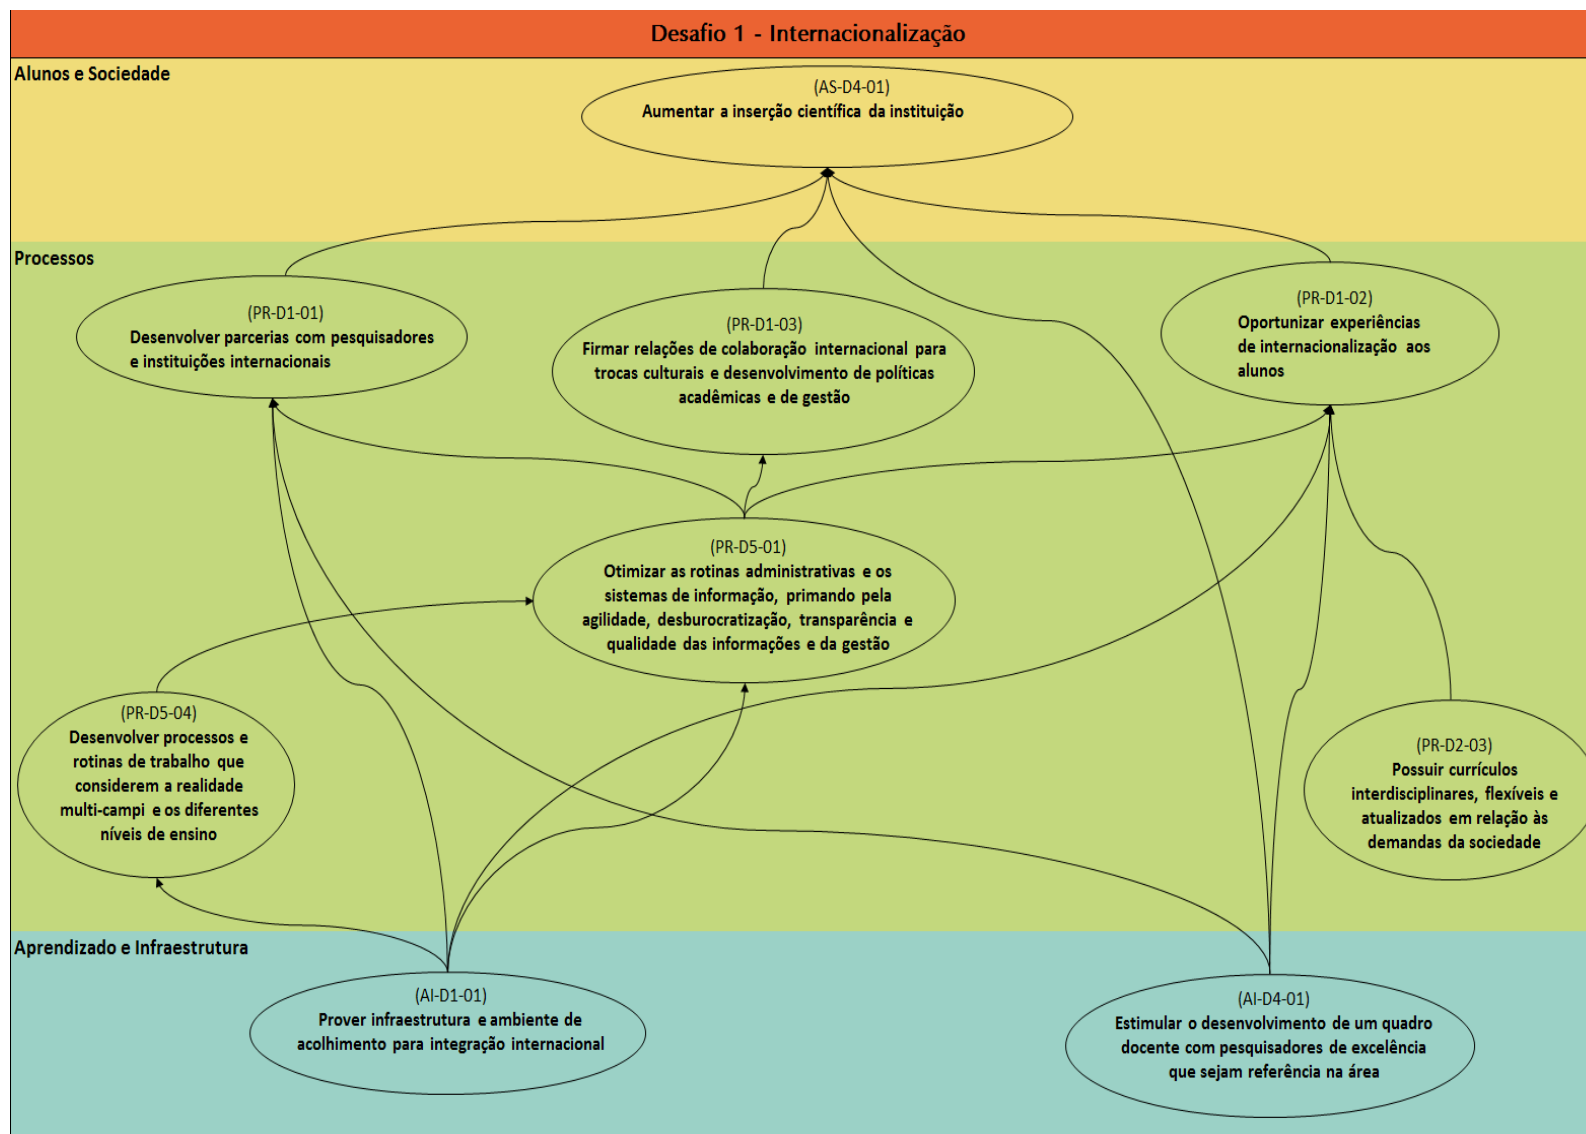 Desafio 1 - Internacionalização
Alunos e Sociedade
(AS-D4-01)
Aumentar a inserção científica da instituição
Processos
(PR-D1-01)
Desenvolver parcerias com pesquisadores
e instituições internacionais
(PR-D1-03)
Firmar relações de colaboração internacional para
trocas culturais e desenvolvimento de políticas
acadêmicas e de gestão
(PR-D1-02)
Oportunizar experiências
de internacionalização aos
alunos
(PR-D5-01)
Otimizar as rotinas administrativas e os
sistemas de informação, primando pela
agilidade, desburocratização, transparência e
qualidade das informações e da gestão
(PR-D5-04)
Desenvolver processos e
rotinas de trabalho que
considerem a realidade
multi-campi e os diferentes
níveis de ensino
(PR-D2-03)
Possuir currículos
interdisciplinares, flexíveis e
atualizados em relação às
demandas da sociedade
Aprendizado e Infraestrutura
(AI-D1-01)
Prover infraestrutura e ambiente de
acolhimento para integração internacional
(AI-D4-01)
Estimular o desenvolvimento de um quadro
docente com pesquisadores de excelência
que sejam referência na área